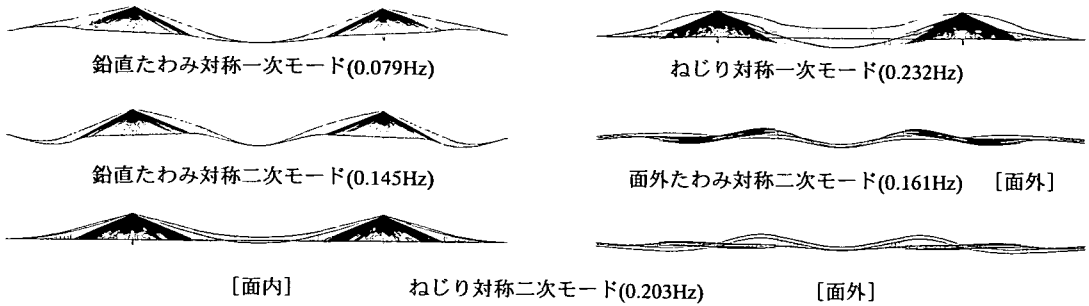 鉛直たわみ対称一次モード(0.079Hz)
ねじり対称一次モード(0.232Hz)
鉛直たわみ対称二次モード(0.145Hz)
面外たわみ対称二次モード(0.161Hz) [面外]
[面内] ねじり対称二次モード(0.203Hz) [面外]